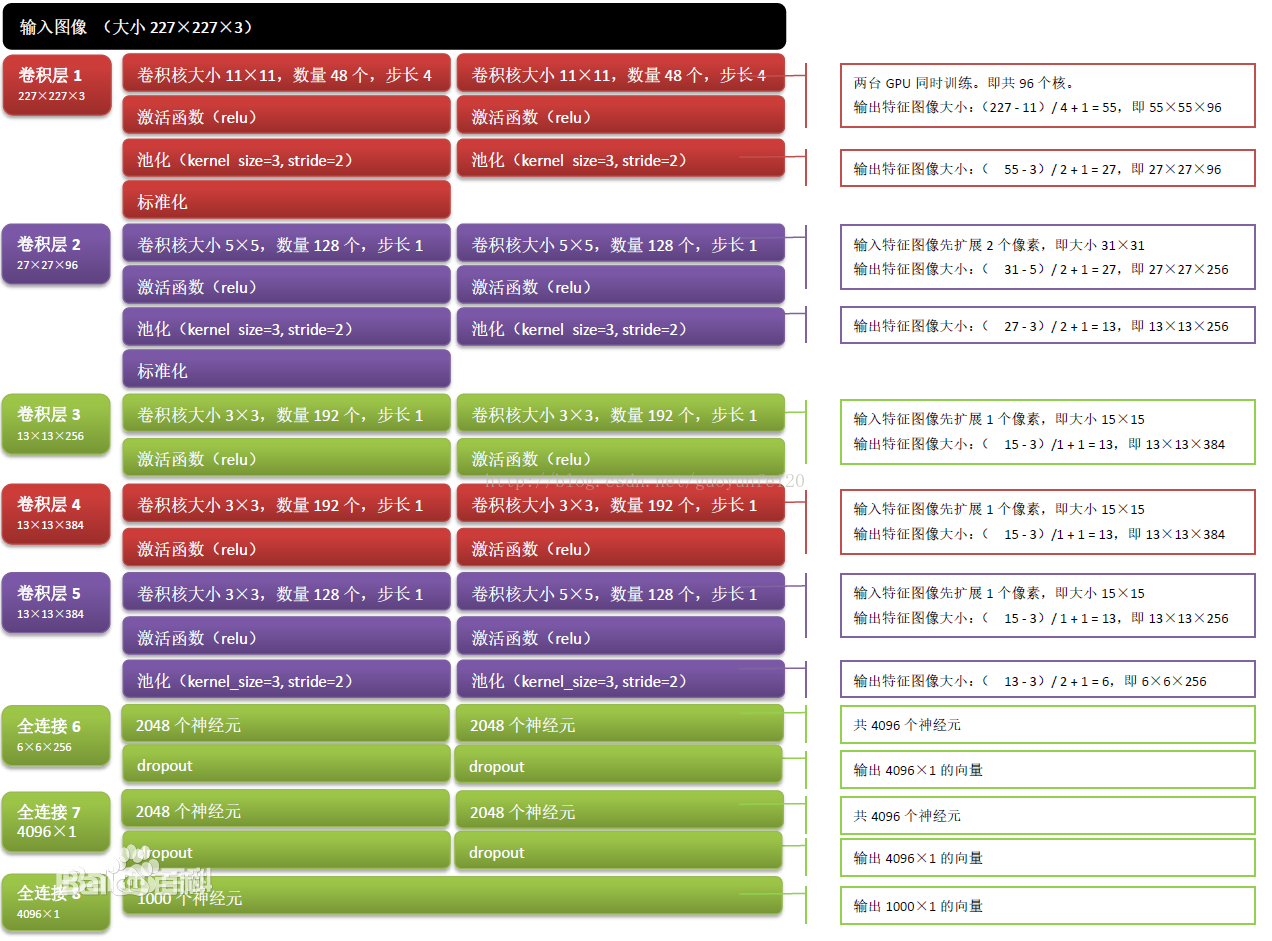 输入图像 （大小 227×227×3）
卷积层 1
227×227×3
卷积核大小 11×11，数量 48 个，步长 4
卷积核大小 11×11，数量 48 个，步长 4
激活函数（relu）
激活函数（relu）
池化（kernel size=3, stride=2）
池化（kernel size=3, stride=2）
标准化
两台 GPU 同时训练。即共 96 个核。
输出特征图像大小：（227 - 11）/ 4 + 1 = 55，即 55×55×96
输出特征图像大小：（ 55 - 3）/ 2 + 1 = 27，即 27×27×96
卷积层 2
27×27×96
卷积核大小 5×5，数量 128 个，步长 1
卷积核大小 5×5，数量 128 个，步长 1
激活函数（relu）
激活函数（relu）
池化（kernel size=3, stride=2）
池化（kernel size=3, stride=2）
标准化
输入特征图像先扩展 2 个像素，即大小 31×31
输出特征图像大小：（ 31 - 5）/ 2 + 1 = 27，即 27×27×256
输出特征图像大小：（ 27 - 3）/ 2 + 1 = 13，即 13×13×256
卷积层 3
13×13×256
卷积核大小 3×3，数量 192 个，步长 1
卷积核大小 3×3，数量 192 个，步长 1
激活函数（relu）
激活函数（relu）
输入特征图像先扩展 1 个像素，即大小 15×15
输出特征图像大小：（ 15 - 3）/1 + 1 = 13，即 13×13×384
卷积层 4
13×13×384
卷积核大小 3×3，数量 192 个，步长 1
卷积核大小 3×3，数量 192 个，步长 1
激活函数（relu）
激活函数（relu）
输入特征图像先扩展 1 个像素，即大小 15×15
输出特征图像大小：（ 15 - 3）/1 + 1 = 13，即 13×13×384
卷积层 5
13×13×384
卷积核大小 3×3，数量 128 个，步长 1
卷积核大小 5×5，数量 128 个，步长 1
激活函数（relu）
激活函数（relu）
池化（kernel_size=3, stride=2）
池化（kernel_size=3, stride=2）
输入特征图像先扩展 1 个像素，即大小 15×15
输出特征图像大小：（ 15 - 3）/ 1 + 1 = 13，即 13×13×256
输出特征图像大小：（ 13 - 3）/ 2 + 1 = 6，即 6×6×256
全连接 6
6×6×256
2048 个神经元
2048 个神经元
dropout
dropout
共 4096 个神经元
输出 4096×1 的向量
全连接 7
4096×1
2048 个神经元
2048 个神经元
dropout
dropout
共 4096 个神经元
输出 4096×1 的向量
全连接 8
4096×1
1000 个神经元
输出 1000×1 的向量
Bai百科